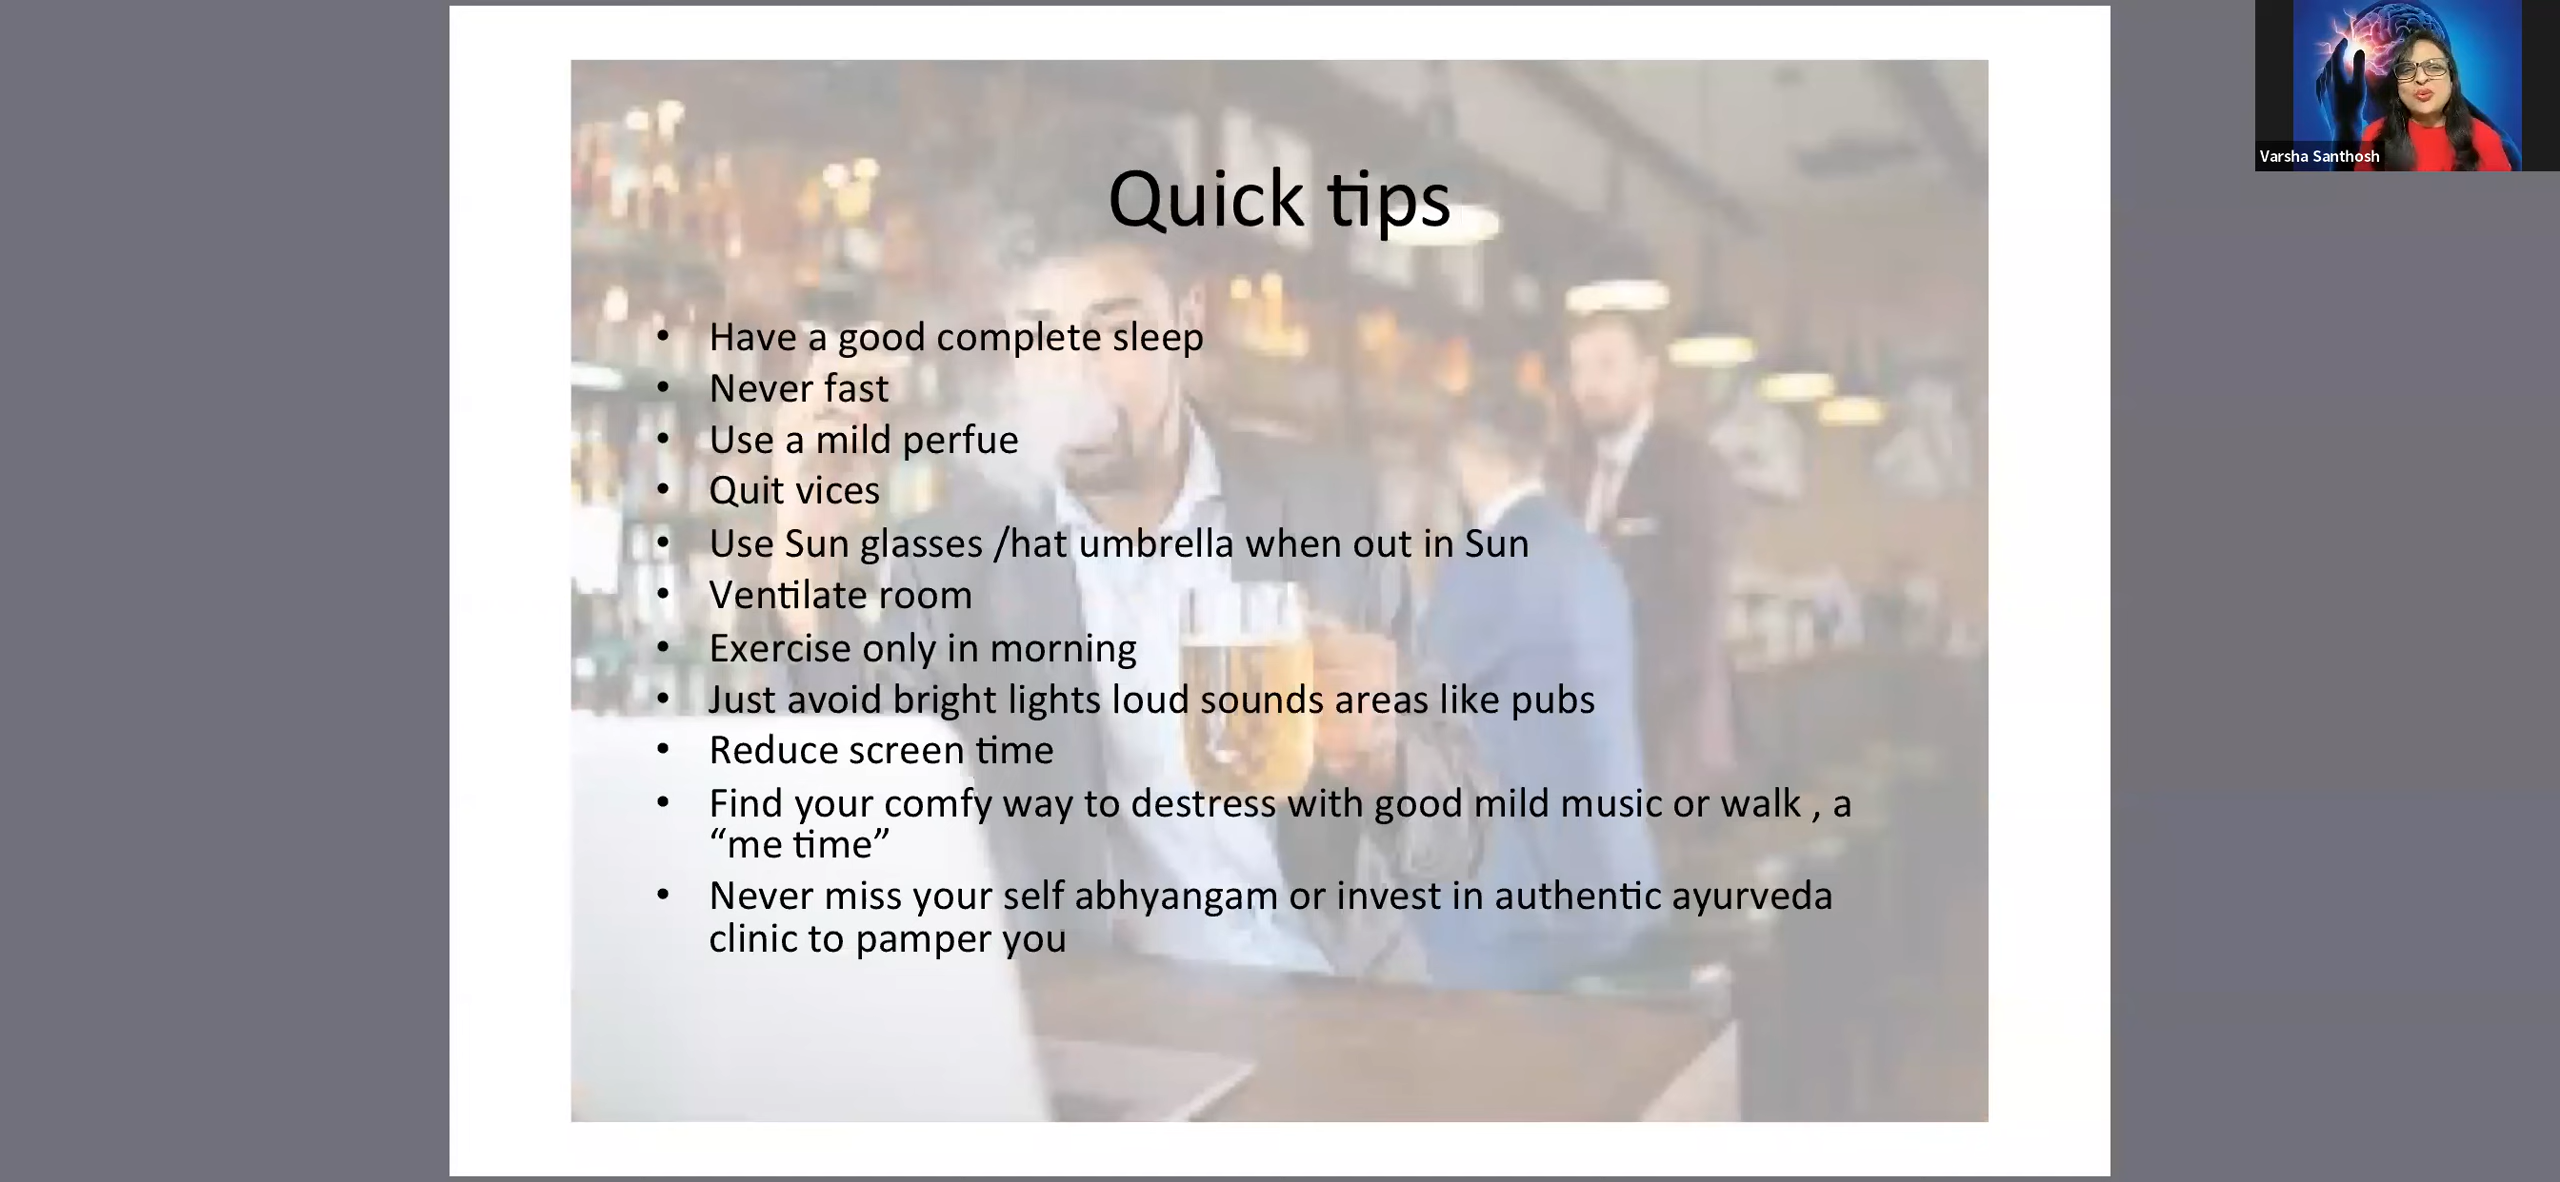 Quick tips
• Have a good complete sleep
• Never fast
• Use a mild perfue
• Quit vices
• Use Sun glasses /hat umbrella when out in Sun
• Ventilate room
• Exercise only in morning
• Just avoid bright lights loud sounds areas like pubs
• Reduce screen time
• Find your comfy way to destress with good mild music or walk , a
“me time”
• Never miss your self abhyangam or invest in authentic ayurveda
clinic to pamper you
Varsha Santhosh